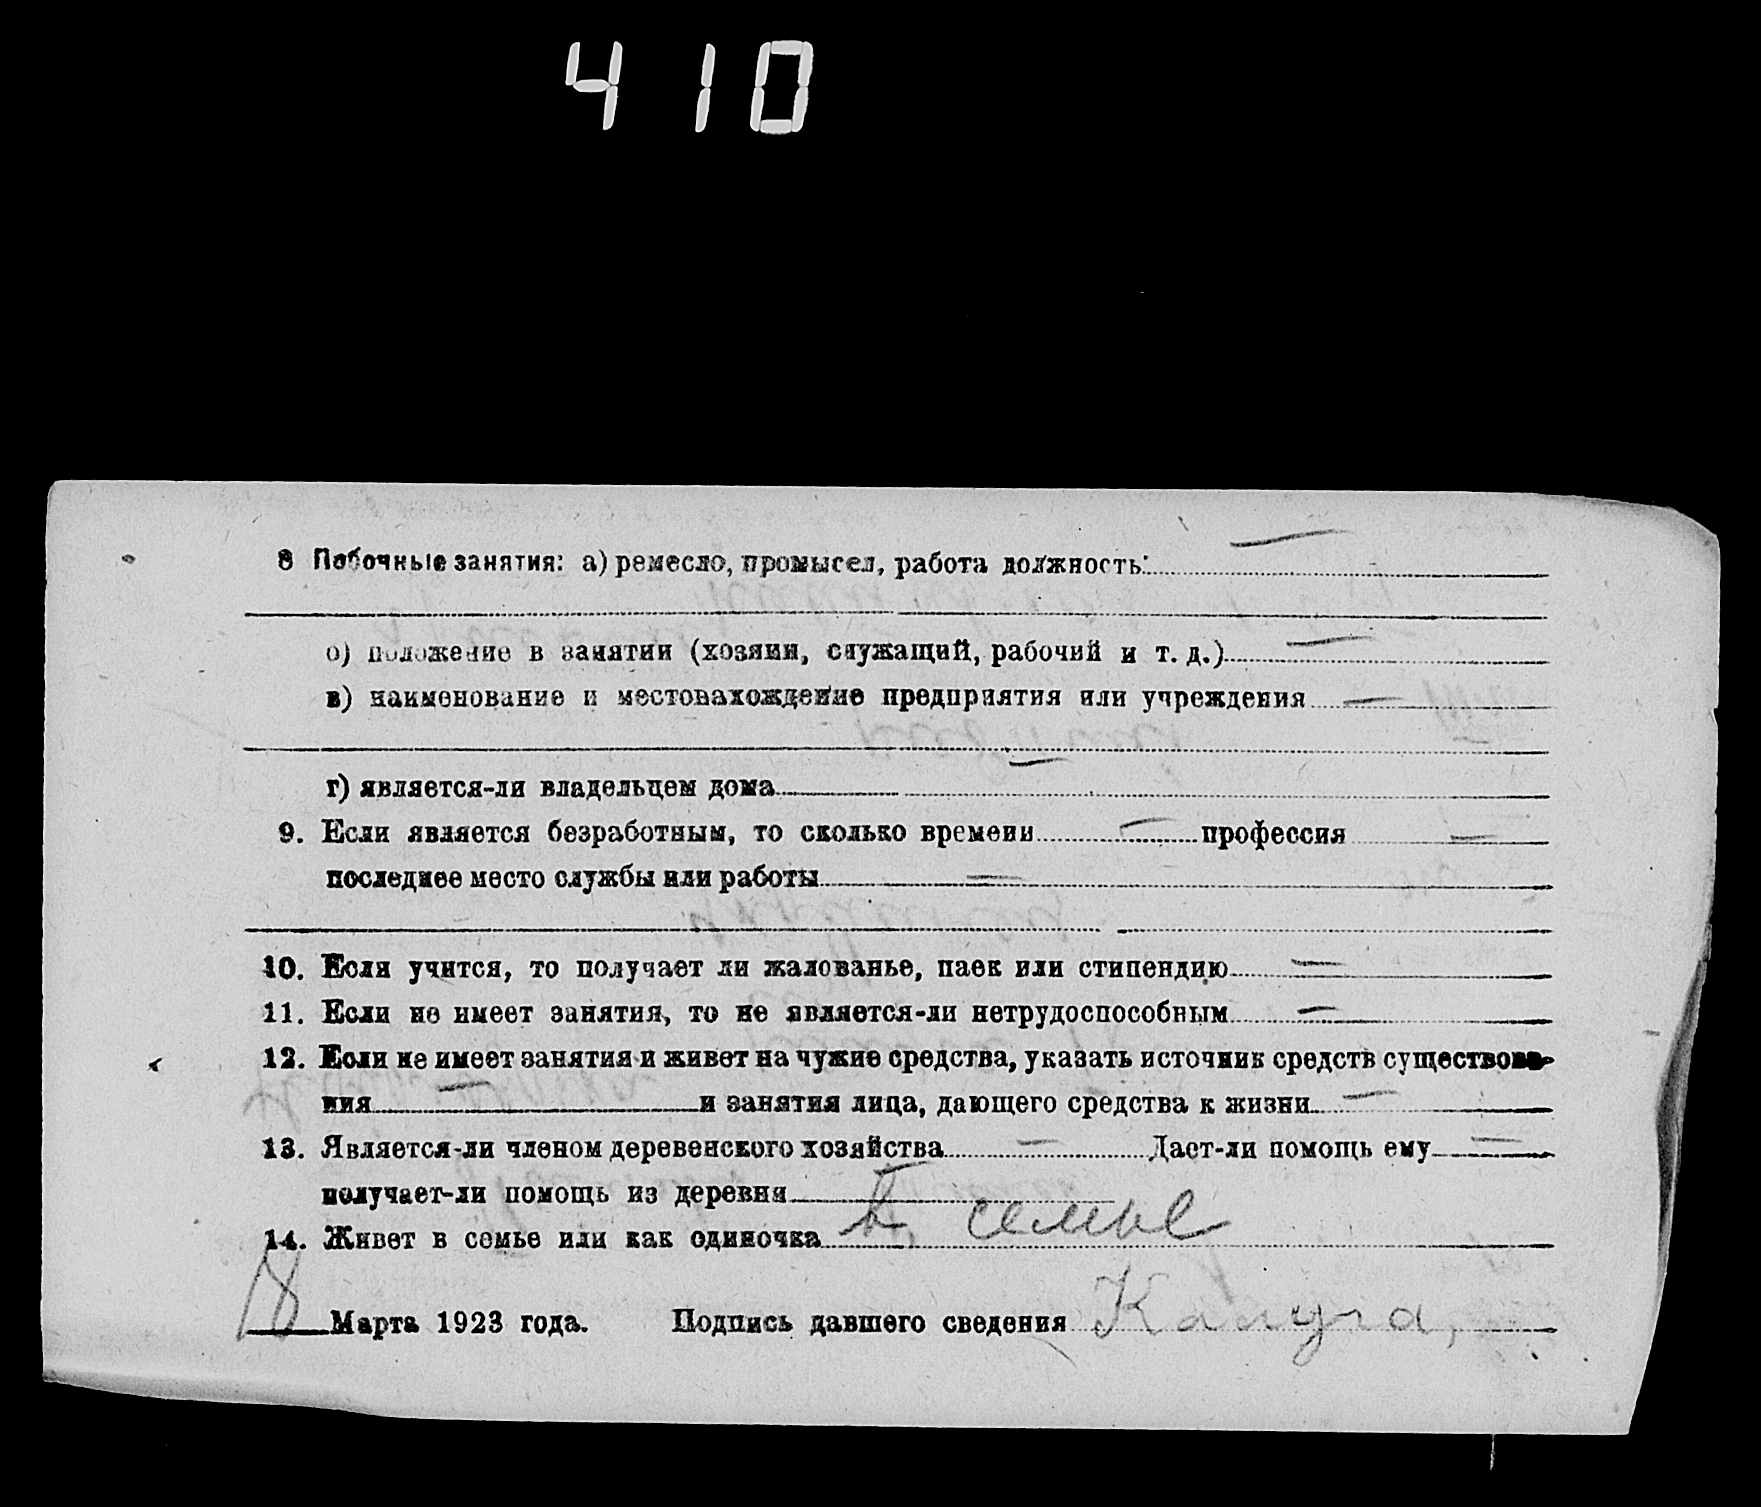 410
8 Побочные занятия: а) ремесло, промысел, работа должность: —
о) положение в занятии (хозяин, служащий, рабочий и т. д.) —
в) наименование и местонахождение предприятия или учреждения —
г) является-ли владельцем дома —
9. Если является безработным, то сколько времени — профессия —
последнее место службы или работы —
10. Если учится, то получает ли жалованье, паек или стипендию —
11. Если не имеет занятия, то не является-ли нетрудоспособным —
12. Если не имеет занятия и живет на чужие средства, указать источник средств существова-
ния — и занятия лица, дающего средства к жизни —
13. Является-ли членом деревенского хозяйства — Дает-ли помощь ему —
получает-ли помощь из деревни —
14. Живет в семье или как одиночка в семье
18 Марта 1923 года. Подпись давшего сведения Калуга,